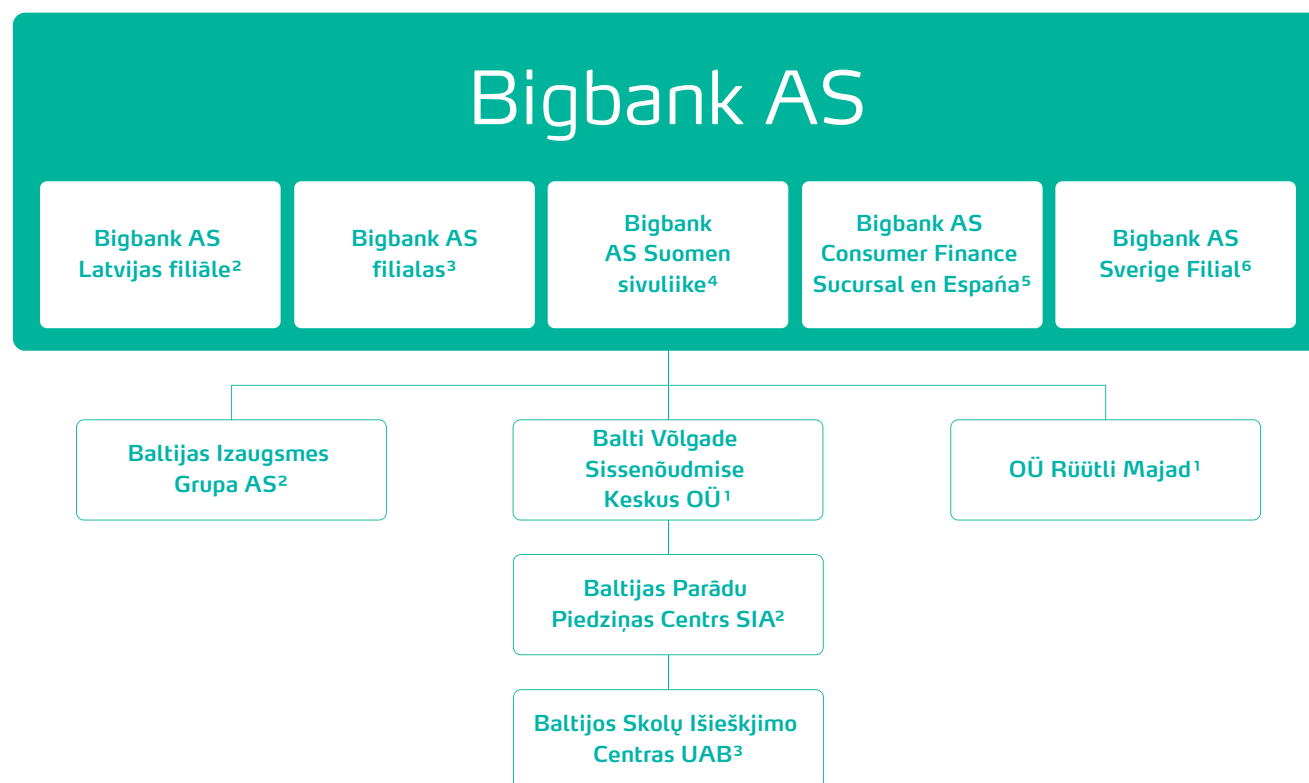 Bigbank AS
Bigbank AS
Latvijas filiāle²
Bigbank AS
filialas³
Bigbank
AS Suomen
sivuliike⁴
Bigbank AS
Consumer Finance
Sucursal en Espańa⁵
Bigbank AS
Sverige Filial⁶
Baltijas Izaugsmes
Grupa AS²
Balti Võlgade
Sissenõudmise
Keskus OÜ¹
OÜ Rüütli Majad¹
Baltijas Parādu
Piedziņas Centrs SIA²
Baltijos Skolų Išieškjimo
Centras UAB³